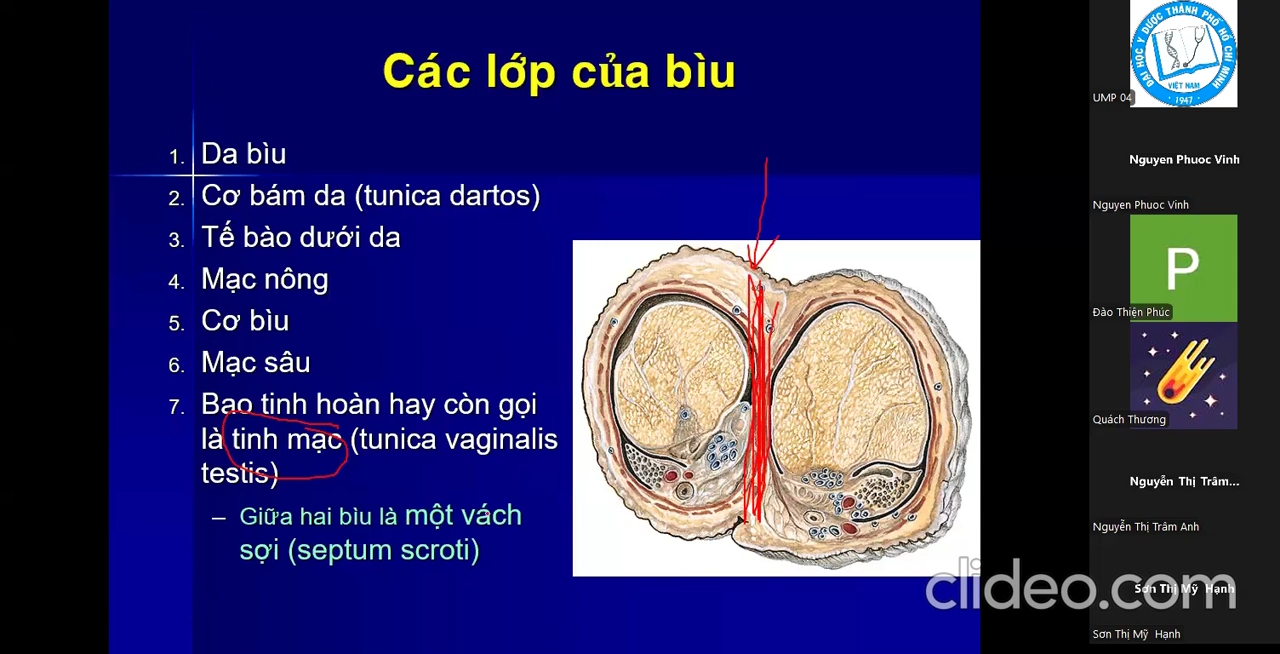 Các lớp của bìu
1. Da bìu
2. Cơ bám da (tunica dartos)
3. Tế bào dưới da
4. Mạc nông
5. Cơ bìu
6. Mạc sâu
7. Bao tinh hoàn hay còn gọi
là tinh mạc (tunica vaginalis
testis)
– Giữa hai bìu là một vách
sợi (septum scroti)
clideo.com
ĐẠI HỌC Y DƯỢC THÀNH PHỐ HỒ CHÍ MINH
VIỆT NAM
· 1947 ·
UMP 04
Nguyen Phuoc Vinh
Nguyen Phuoc Vinh
P
Đào Thiện Phúc
Quách Thương
Nguyễn Thị Trâm...
Nguyễn Thị Trâm Anh
Sơn Thị Mỹ Hạnh
Sơn Thị Mỹ Hạnh